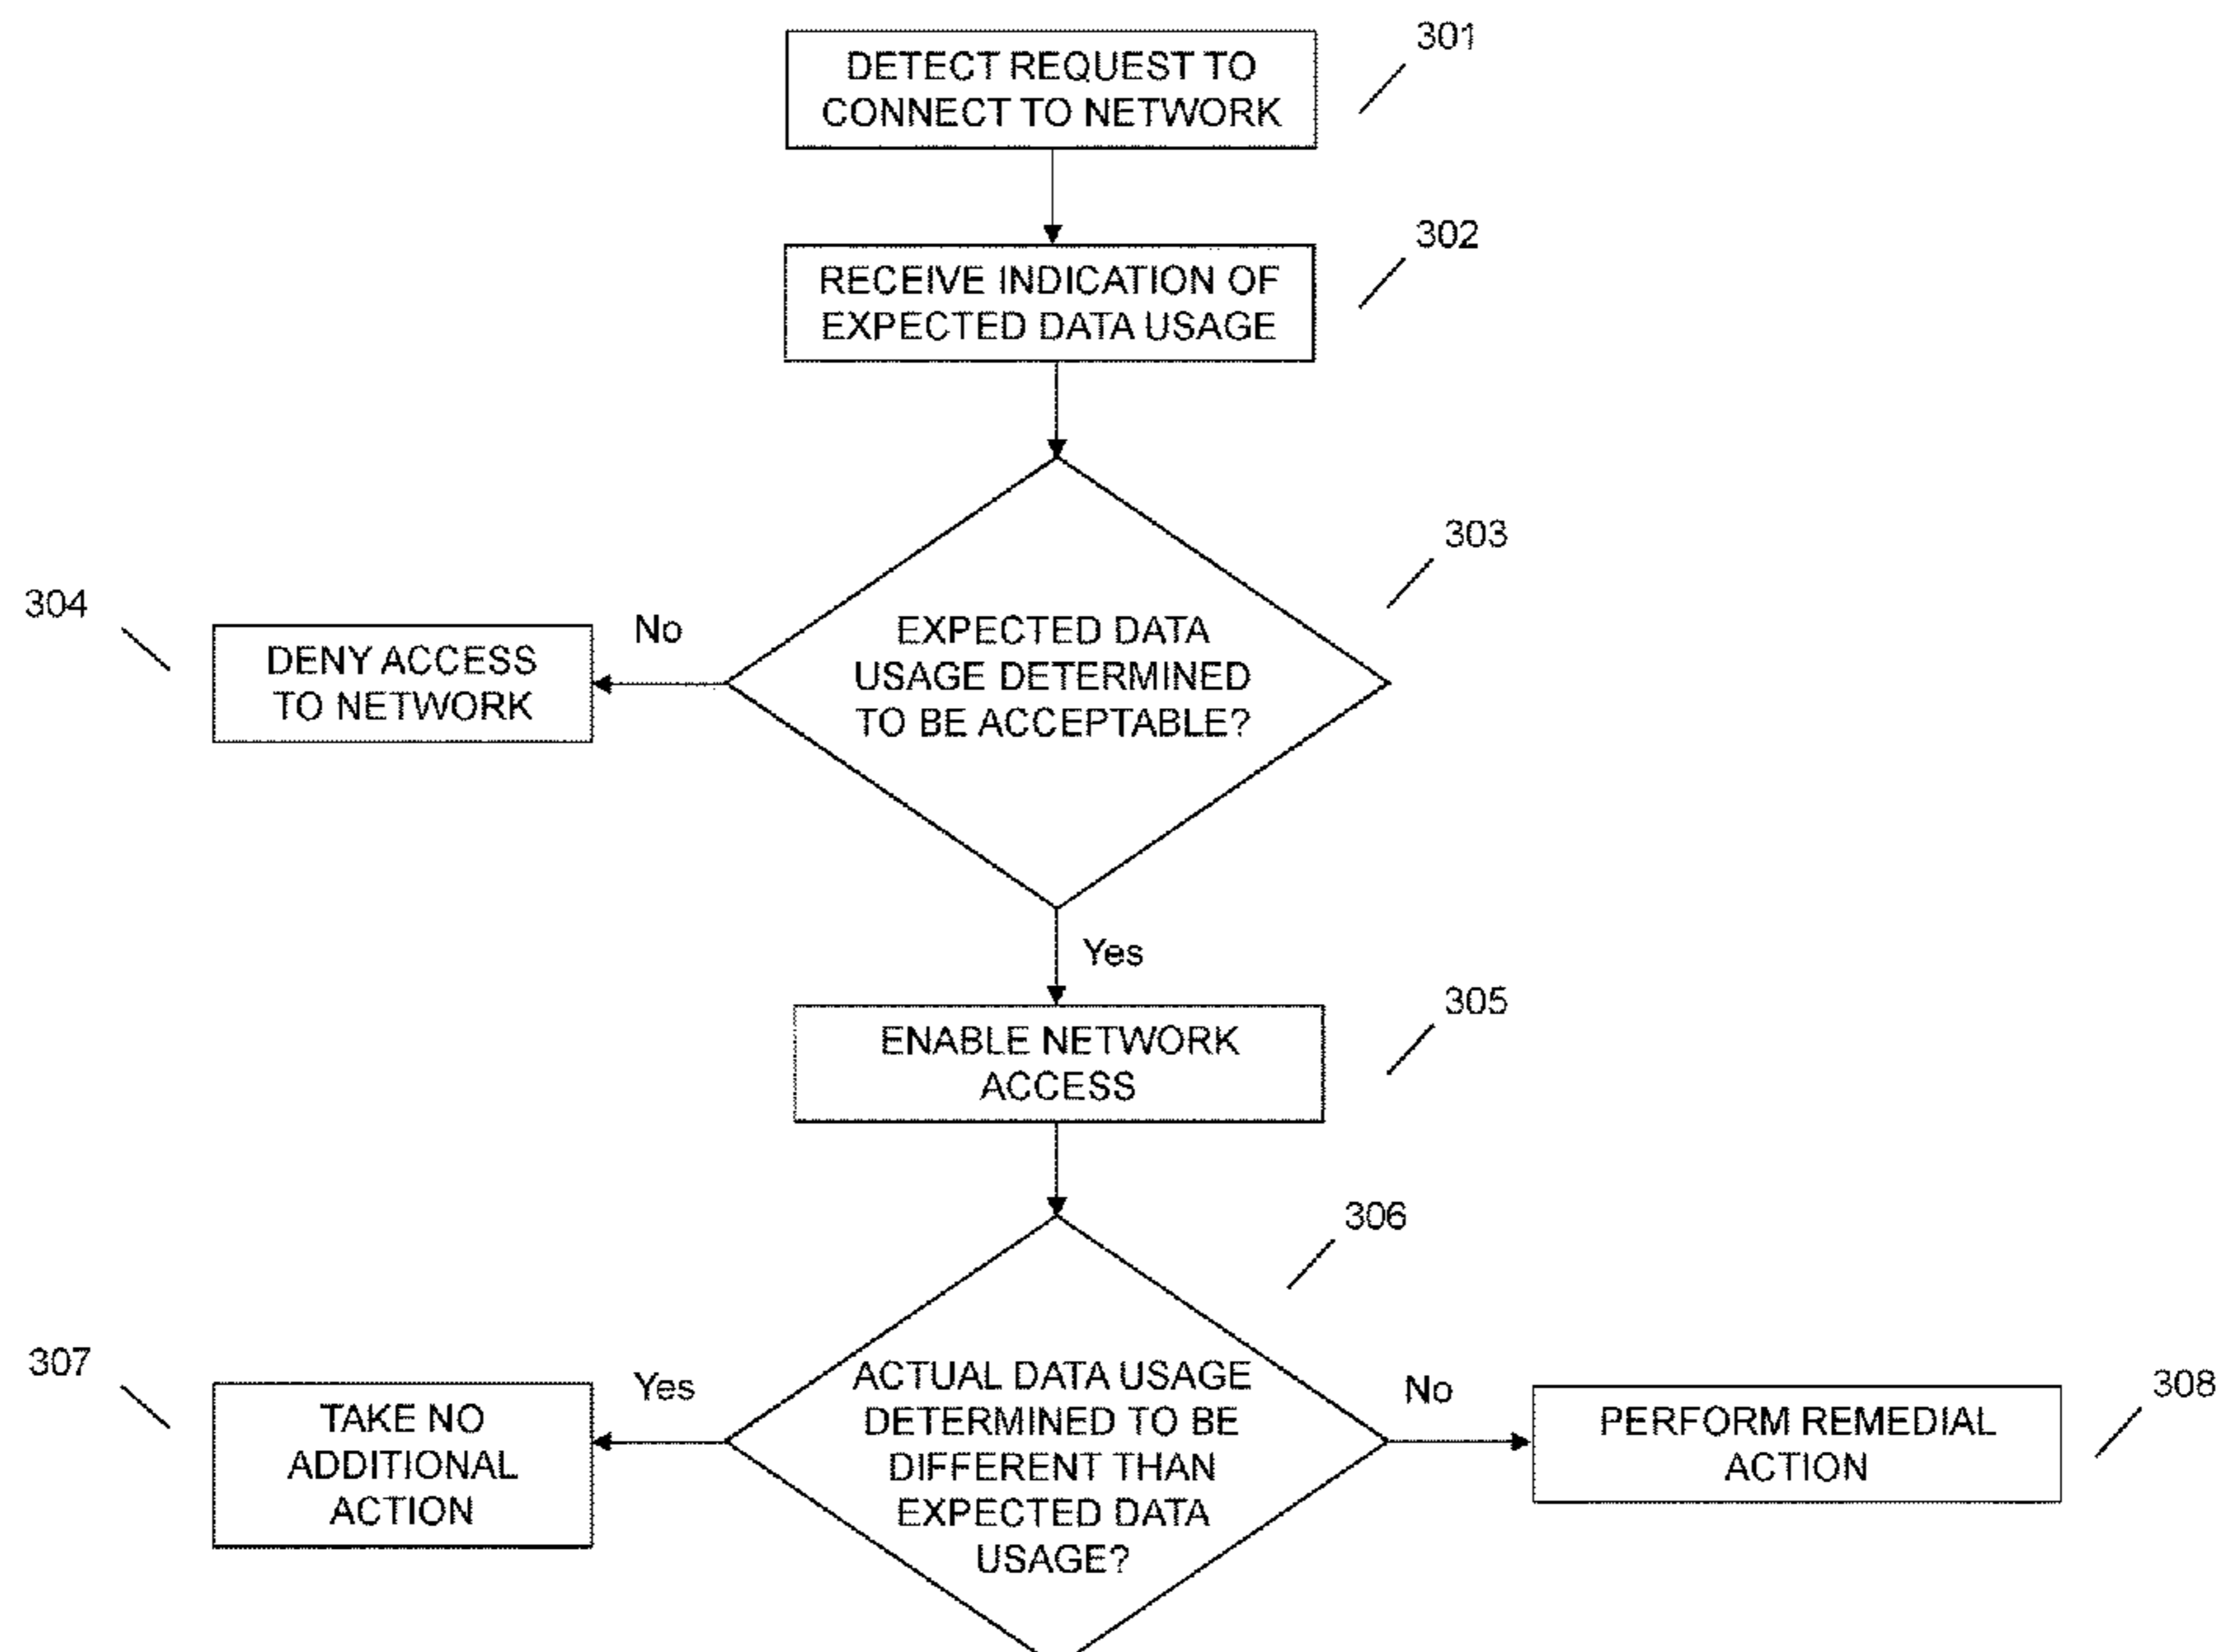 DETECT REQUEST TO
CONNECT TO NETWORK
301
RECEIVE INDICATION OF
EXPECTED DATA USAGE
302
EXPECTED DATA
USAGE DETERMINED
TO BE ACCEPTABLE?
303
No
304
DENY ACCESS
TO NETWORK
Yes
ENABLE NETWORK
ACCESS
305
ACTUAL DATA USAGE
DETERMINED TO BE
DIFFERENT THAN
EXPECTED DATA
USAGE?
306
Yes
307
TAKE NO
ADDITIONAL
ACTION
No
PERFORM REMEDIAL
ACTION
308